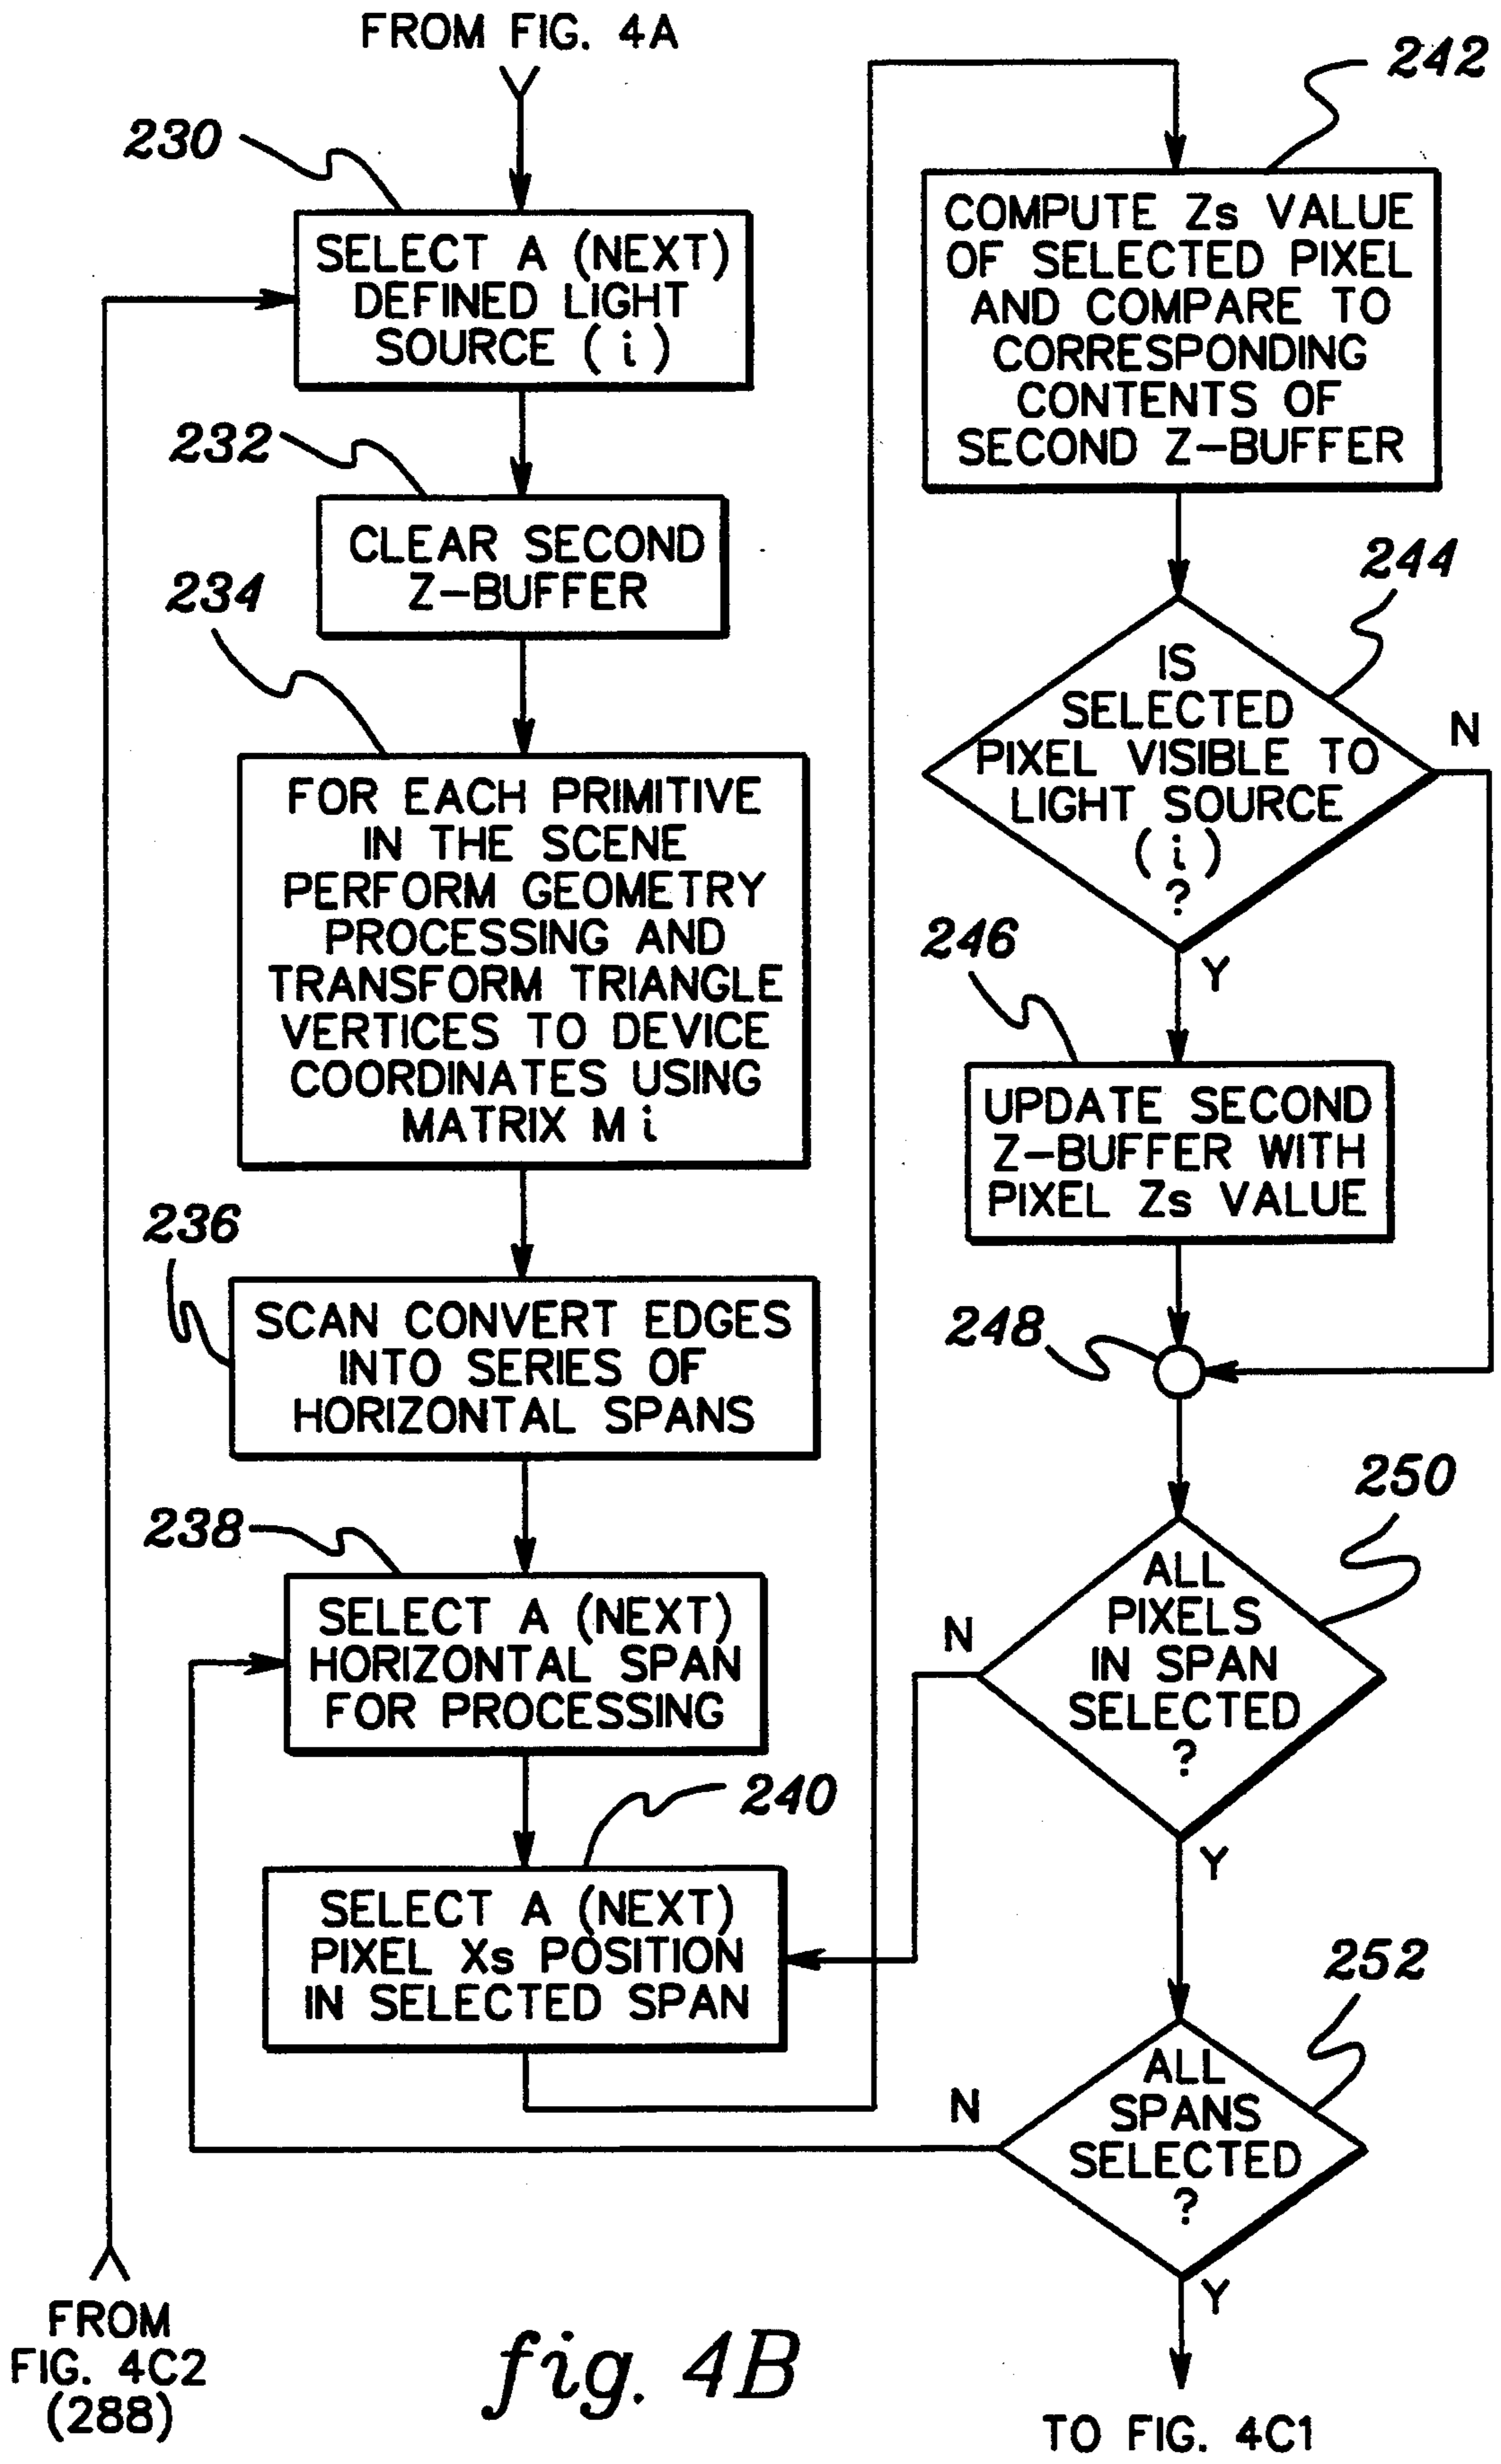 FROM FIG. 4A
230
SELECT A (NEXT)
DEFINED LIGHT
SOURCE (i)
232
CLEAR SECOND
Z-BUFFER
234
FOR EACH PRIMITIVE
IN THE SCENE
PERFORM GEOMETRY
PROCESSING AND
TRANSFORM TRIANGLE
VERTICES TO DEVICE
COORDINATES USING
MATRIX Mi
236
SCAN CONVERT EDGES
INTO SERIES OF
HORIZONTAL SPANS
238
SELECT A (NEXT)
HORIZONTAL SPAN
FOR PROCESSING
240
SELECT A (NEXT)
PIXEL Xs POSITION
IN SELECTED SPAN
242
COMPUTE Zs VALUE
OF SELECTED PIXEL
AND COMPARE TO
CORRESPONDING
CONTENTS OF
SECOND Z-BUFFER
244
IS
SELECTED
PIXEL VISIBLE TO
LIGHT SOURCE
(i)
?
N
Y
246
UPDATE SECOND
Z-BUFFER WITH
PIXEL Zs VALUE
248
250
ALL
PIXELS
IN SPAN
SELECTED
?
N
Y
252
ALL
SPANS
SELECTED
?
N
Y
TO FIG. 4C1
FROM
FIG. 4C2
(288)
fig. 4B